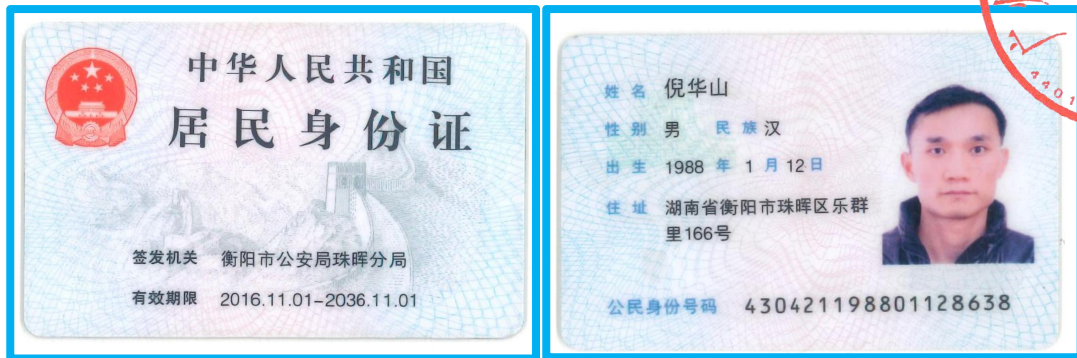 中华人民共和国
居民身份证
签发机关 衡阳市公安局珠晖分局
有效期限 2016.11.01-2036.11.01
姓名 倪华山
性别 男 民族 汉
出生 1988 年 1 月 12 日
住址 湖南省衡阳市珠晖区乐群
里166号
公民身份号码 430421198801128638
4401